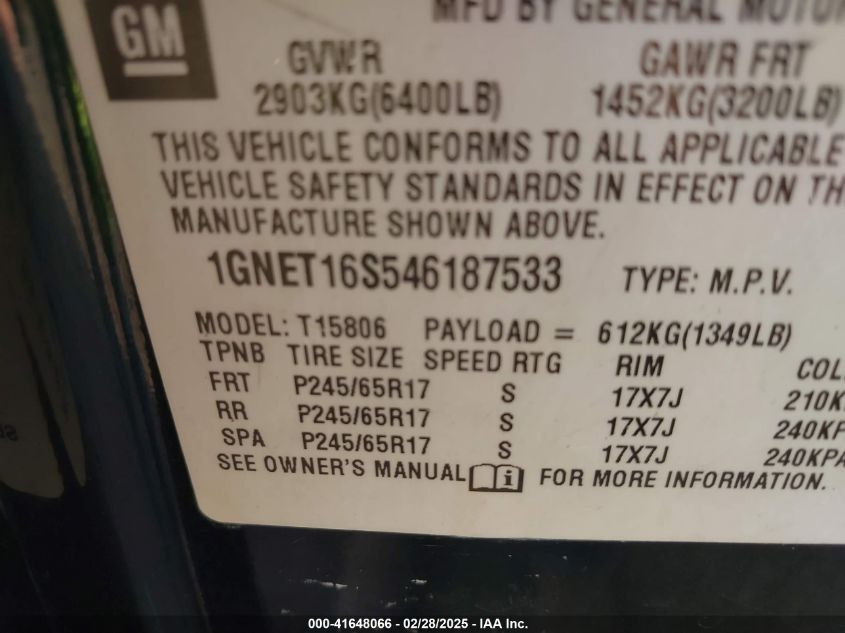 MFD BY GENERAL MOTOR
GM
GVWR GAWR FRT
2903KG(6400LB) 1452KG(3200LB)
THIS VEHICLE CONFORMS TO ALL APPLICABLE
VEHICLE SAFETY STANDARDS IN EFFECT ON TH
MANUFACTURE SHOWN ABOVE.
1GNET16S546187533 TYPE: M.P.V.
MODEL: T15806 PAYLOAD = 612KG(1349LB)
TPNB TIRE SIZE SPEED RTG RIM COL
FRT P245/65R17 S 17X7J 210K
RR P245/65R17 S 17X7J 240KP
SPA P245/65R17 S 17X7J 240KPA
SEE OWNER'S MANUAL i FOR MORE INFORMATION.
000-41648066 / 02/28/2025 - IAA Inc.